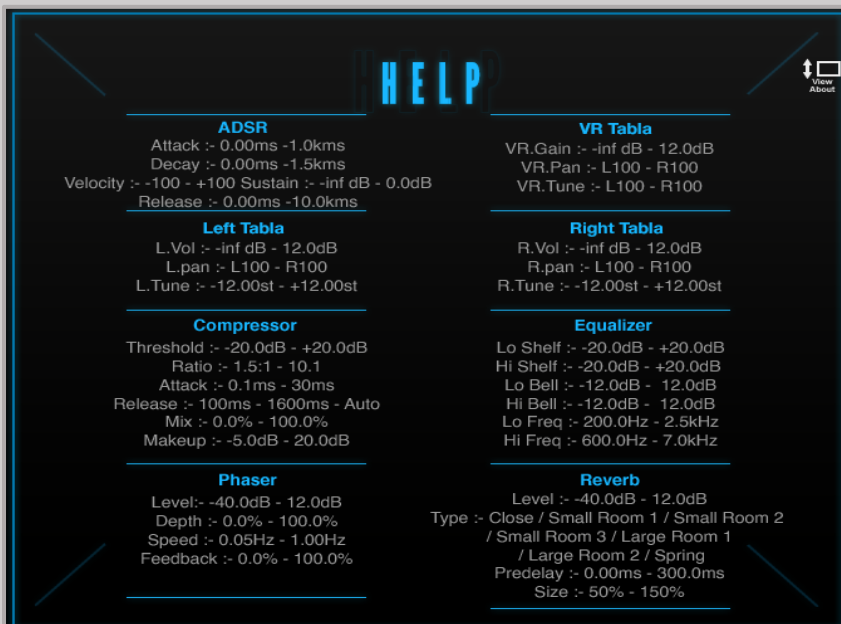 HELP
View
About
ADSR
Attack :- 0.00ms -1.0kms
Decay :- 0.00ms -1.5kms
Velocity :- -100 - +100 Sustain :- -inf dB - 0.0dB
Release :- 0.00ms -10.0kms
VR Tabla
VR.Gain :- -inf dB - 12.0dB
VR.Pan :- L100 - R100
VR.Tune :- L100 - R100
Left Tabla
L.Vol :- -inf dB - 12.0dB
L.pan :- L100 - R100
L.Tune :- -12.00st - +12.00st
Right Tabla
R.Vol :- -inf dB - 12.0dB
R.pan :- L100 - R100
R.Tune :- -12.00st - +12.00st
Compressor
Threshold :- -20.0dB - +20.0dB
Ratio :- 1.5:1 - 10.1
Attack :- 0.1ms - 30ms
Release :- 100ms - 1600ms - Auto
Mix :- 0.0% - 100.0%
Makeup :- -5.0dB - 20.0dB
Equalizer
Lo Shelf :- -20.0dB - +20.0dB
Hi Shelf :- -20.0dB - +20.0dB
Lo Bell :- -12.0dB - 12.0dB
Hi Bell :- -12.0dB - 12.0dB
Lo Freq :- 200.0Hz - 2.5kHz
Hi Freq :- 600.0Hz - 7.0kHz
Phaser
Level:- -40.0dB - 12.0dB
Depth :- 0.0% - 100.0%
Speed :- 0.05Hz - 1.00Hz
Feedback :- 0.0% - 100.0%
Reverb
Level :- -40.0dB - 12.0dB
Type :- Close / Small Room 1 / Small Room 2
/ Small Room 3 / Large Room 1
/ Large Room 2 / Spring
Predelay :- 0.00ms - 300.0ms
Size :- 50% - 150%